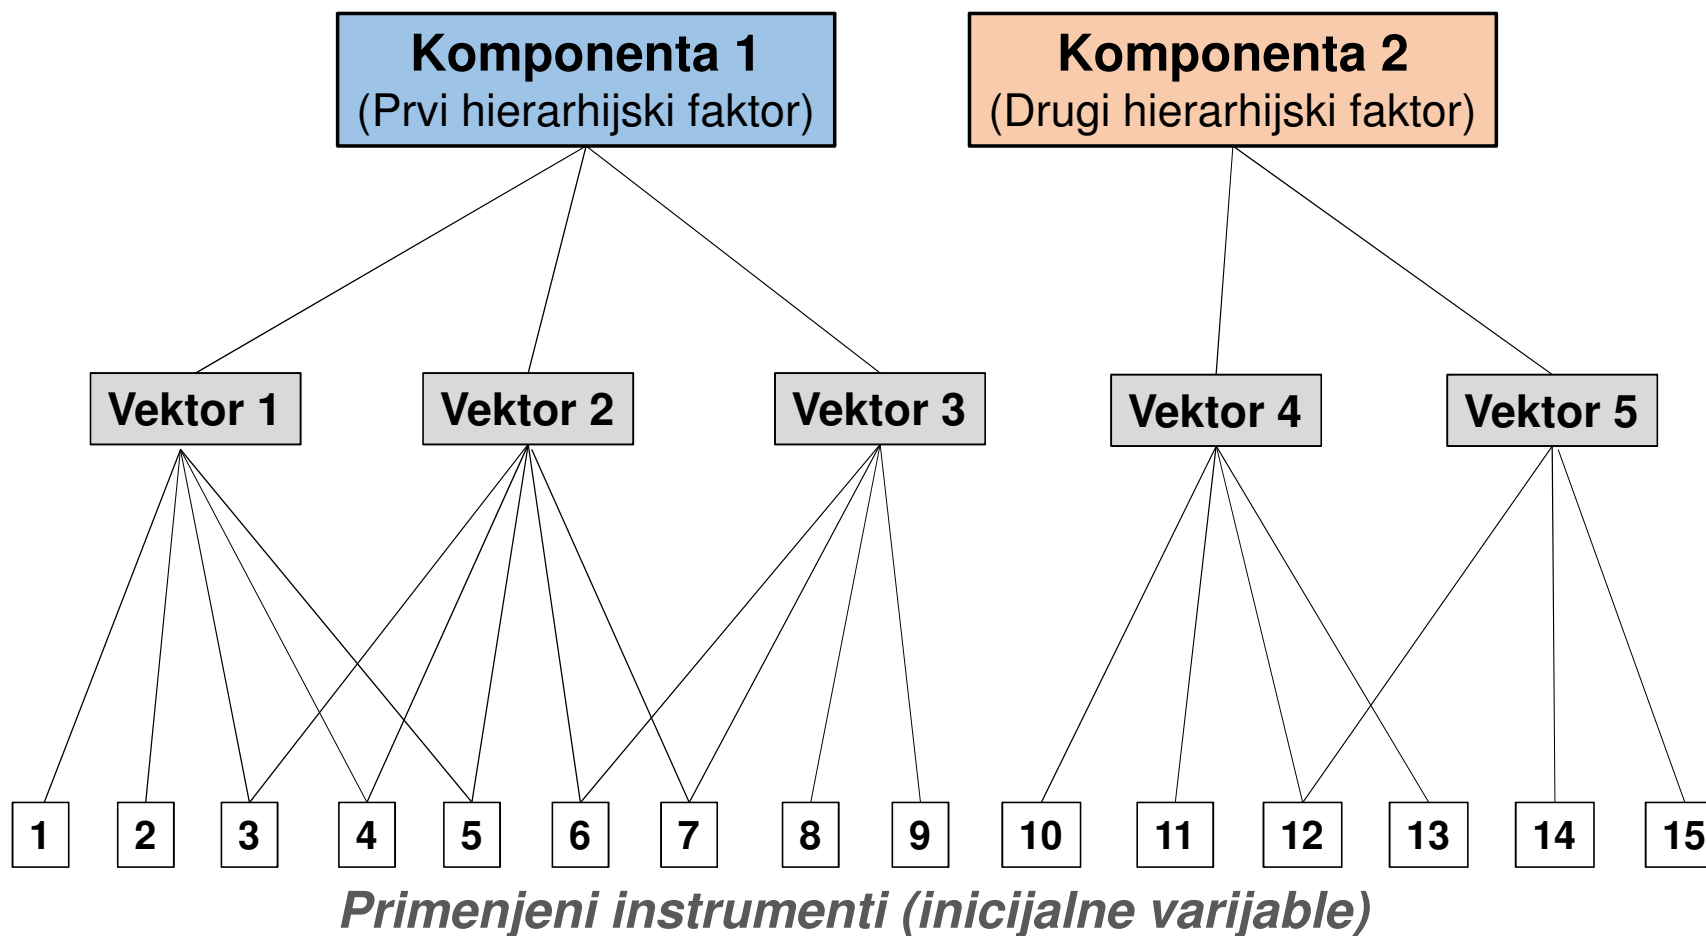 Komponenta 1
(Prvi hierarhijski faktor)
Komponenta 2
(Drugi hierarhijski faktor)
Vektor 1
Vektor 2
Vektor 3
Vektor 4
Vektor 5
1
2
3
4
5
6
7
8
9
10
11
12
13
14
15
Primenjeni instrumenti (inicijalne varijable)